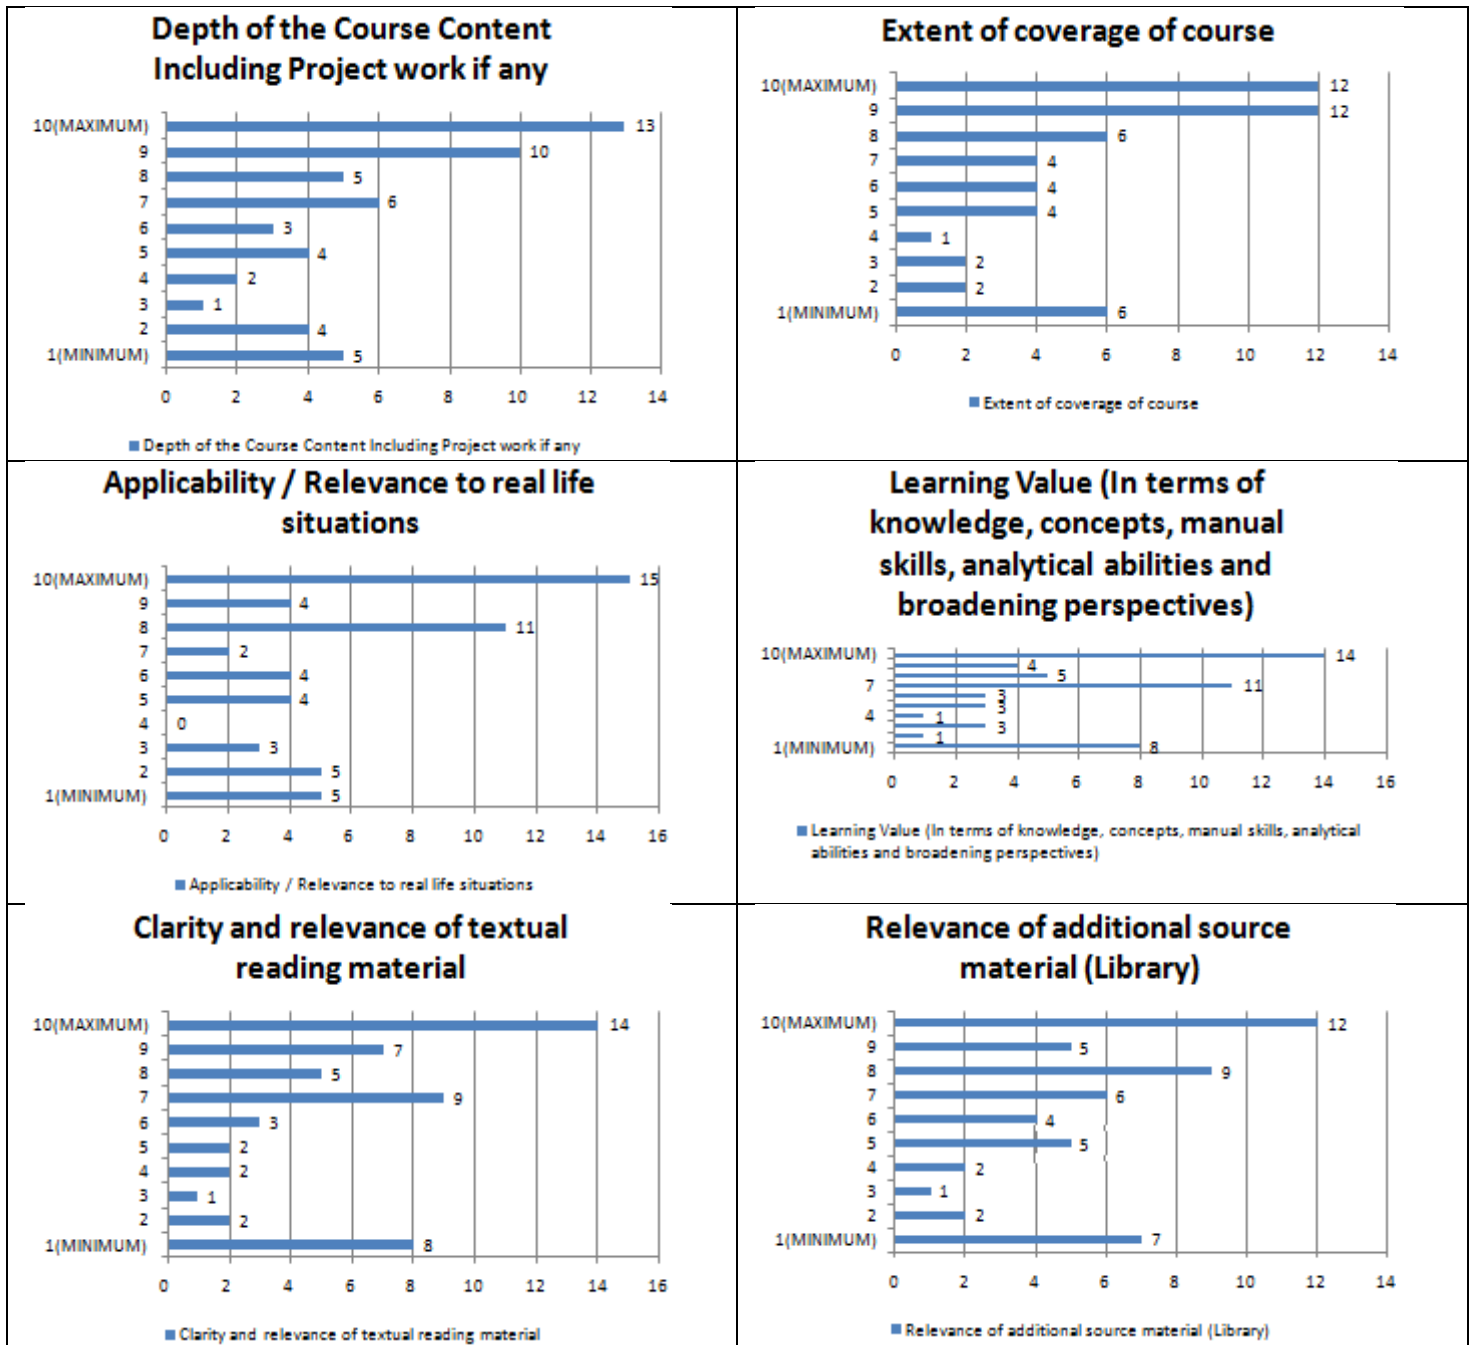 Depth of the Course Content
Including Project work if any
10(MAXIMUM) 13
9 10
8 5
7 6
6 3
5 4
4 2
3 1
2 4
1(MINIMUM) 5
0 2 4 6 8 10 12 14
Depth of the Course Content Including Project work if any
Extent of coverage of course
10(MAXIMUM) 12
9 12
8 6
7 4
6 4
5 4
4 1
3 2
2 2
1(MINIMUM) 6
0 2 4 6 8 10 12 14
Extent of coverage of course
Applicability / Relevance to real life
situations
10(MAXIMUM) 15
9 4
8 11
7 2
6 4
5 4
4 0
3 3
2 5
1(MINIMUM) 5
0 2 4 6 8 10 12 14 16
Applicability / Relevance to real life situations
Learning Value (In terms of
knowledge, concepts, manual
skills, analytical abilities and
broadening perspectives)
10(MAXIMUM) 14
4
5
7 11
3
3
4 1
3
1
1(MINIMUM) 8
0 2 4 6 8 10 12 14 16
Learning Value (In terms of knowledge, concepts, manual skills, analytical
abilities and broadening perspectives)
Clarity and relevance of textual
reading material
10(MAXIMUM) 14
9 7
8 5
7 9
6 3
5 2
4 2
3 1
2 2
1(MINIMUM) 8
0 2 4 6 8 10 12 14 16
Clarity and relevance of textual reading material
Relevance of additional source
material (Library)
10(MAXIMUM) 12
9 5
8 9
7 6
6 4
5 5
4 2
3 1
2 2
1(MINIMUM) 7
0 2 4 6 8 10 12 14
Relevance of additional source material (Library)